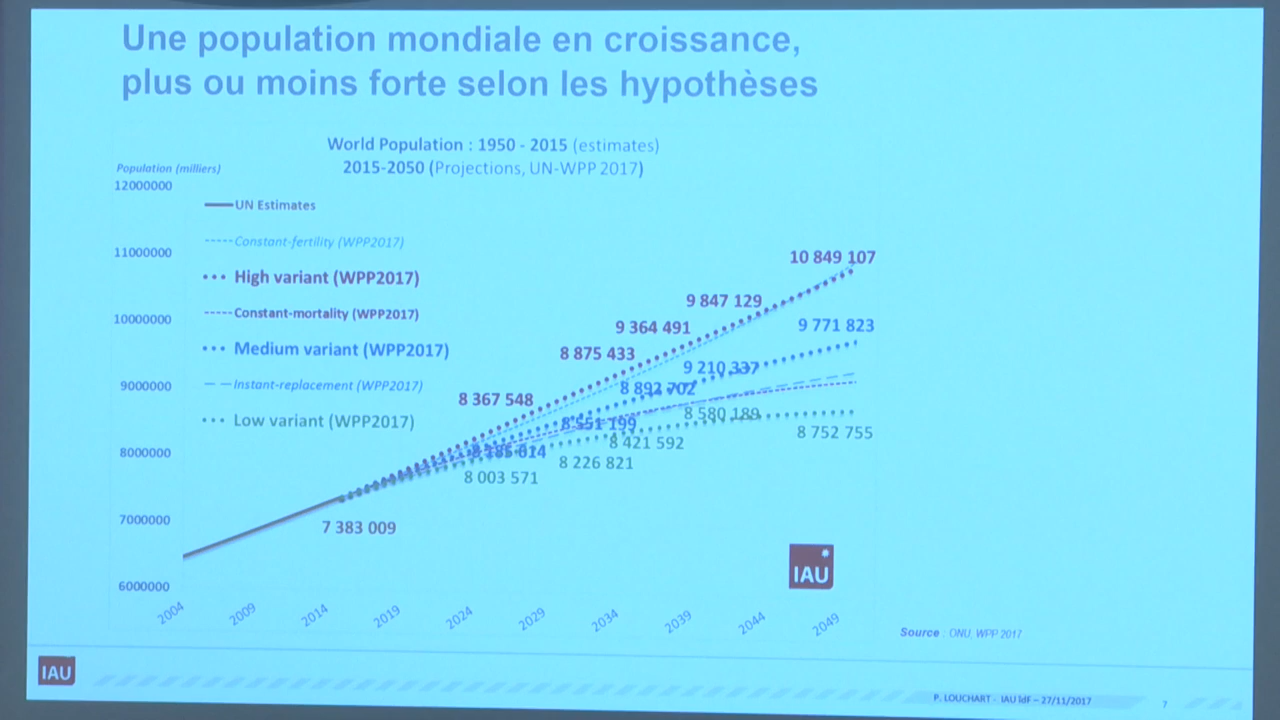 Une population mondiale en croissance,
plus ou moins forte selon les hypothèses
World Population : 1950 - 2015 (estimates)
2015-2050 (Projections, UN-WPP 2017)
Population (milliers)
12000000
11000000
10000000
9000000
8000000
7000000
6000000
UN Estimates
Constant-fertility (WPP2017)
High variant (WPP2017)
Constant-mortality (WPP2017)
Medium variant (WPP2017)
Instant-replacement (WPP2017)
Low variant (WPP2017)
10 849 107
9 847 129
9 364 491
8 875 433
8 367 548
9 771 823
9 210 337
8 892 702
8 551 199
8 185 614
8 580 189
8 752 755
8 421 592
8 226 821
8 003 571
7 383 009
2004
2009
2014
2019
2024
2029
2034
2039
2044
2049
IAU
Source : ONU, WPP 2017
IAU
P. LOUCHART - IAU îdF – 27/11/2017
7